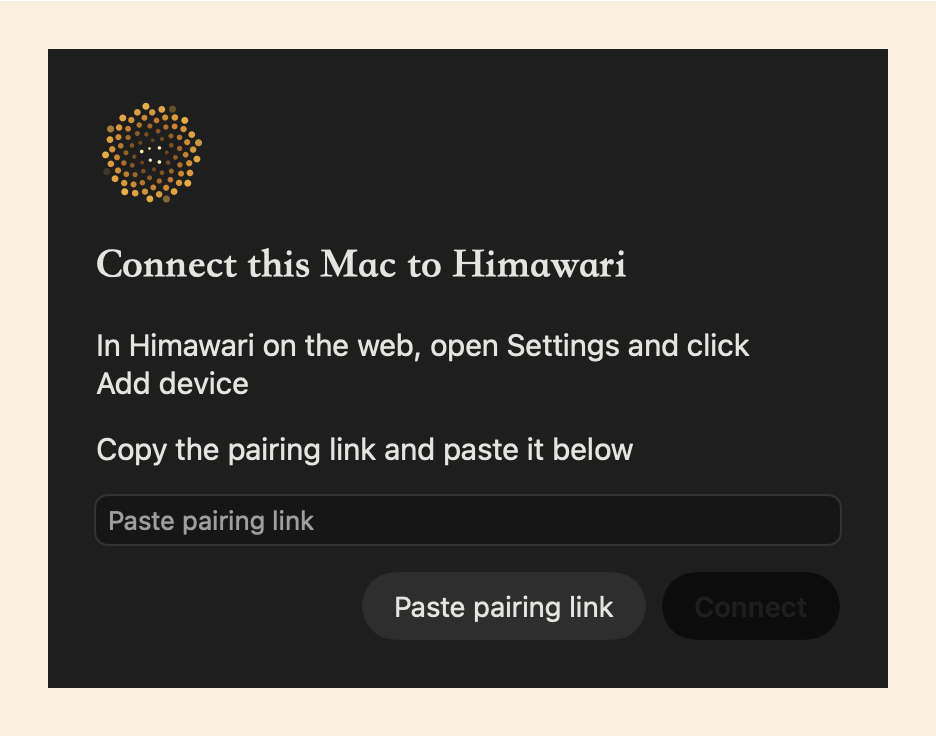 Connect this Mac to Himawari
In Himawari on the web, open Settings and click
Add device
Copy the pairing link and paste it below
Paste pairing link
Paste pairing link
Connect